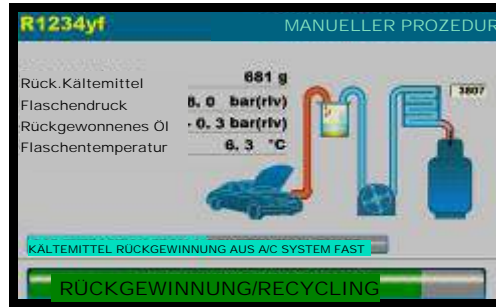 R1234yf MANUELLER PROZEDUR
Rück.Kältemittel 681 g
Flaschendruck 6, 0 bar(rlv)
Rückgewonnenes Öl - 0, 3 bar(rlv)
Flaschentemperatur 6, 3 °C
3807
KÄLTEMITTEL RÜCKGEWINNUNG AUS A/C SYSTEM FAST
RÜCKGEWINNUNG/RECYCLING